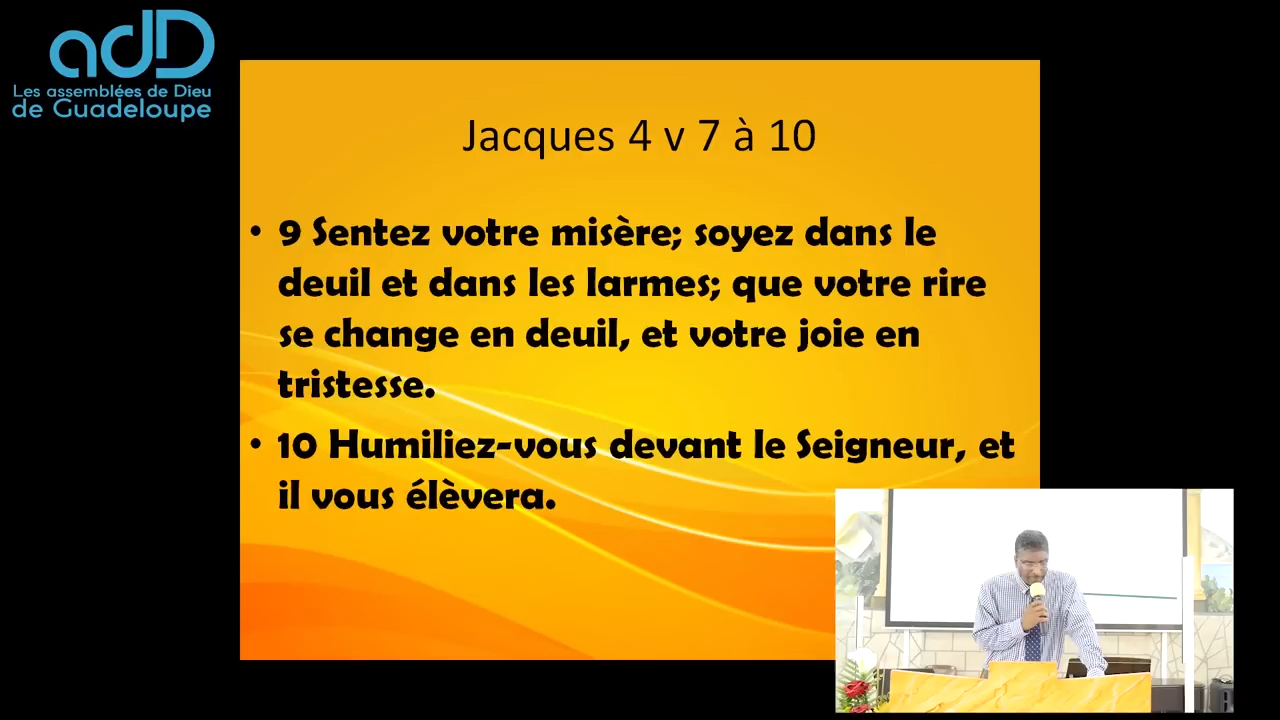 adD
Les assemblées de Dieu
de Guadeloupe
Jacques 4 v 7 à 10
• 9 Sentez votre misère; soyez dans le
deuil et dans les larmes; que votre rire
se change en deuil, et votre joie en
tristesse.
• 10 Humiliez-vous devant le Seigneur, et
il vous élèvera.